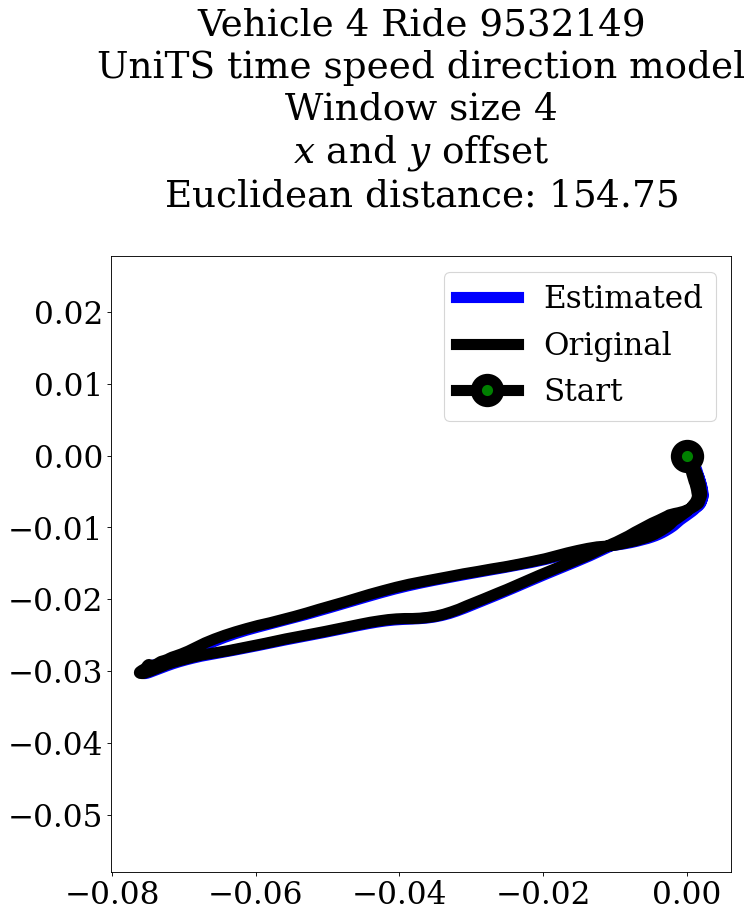 Vehicle 4 Ride 9532149
UniTS time speed direction model
Window size 4
x and y offset
Euclidean distance: 154.75
Estimated
Original
Start
0.02
0.01
0.00
−0.01
−0.02
−0.03
−0.04
−0.05
−0.08 −0.06 −0.04 −0.02 0.00